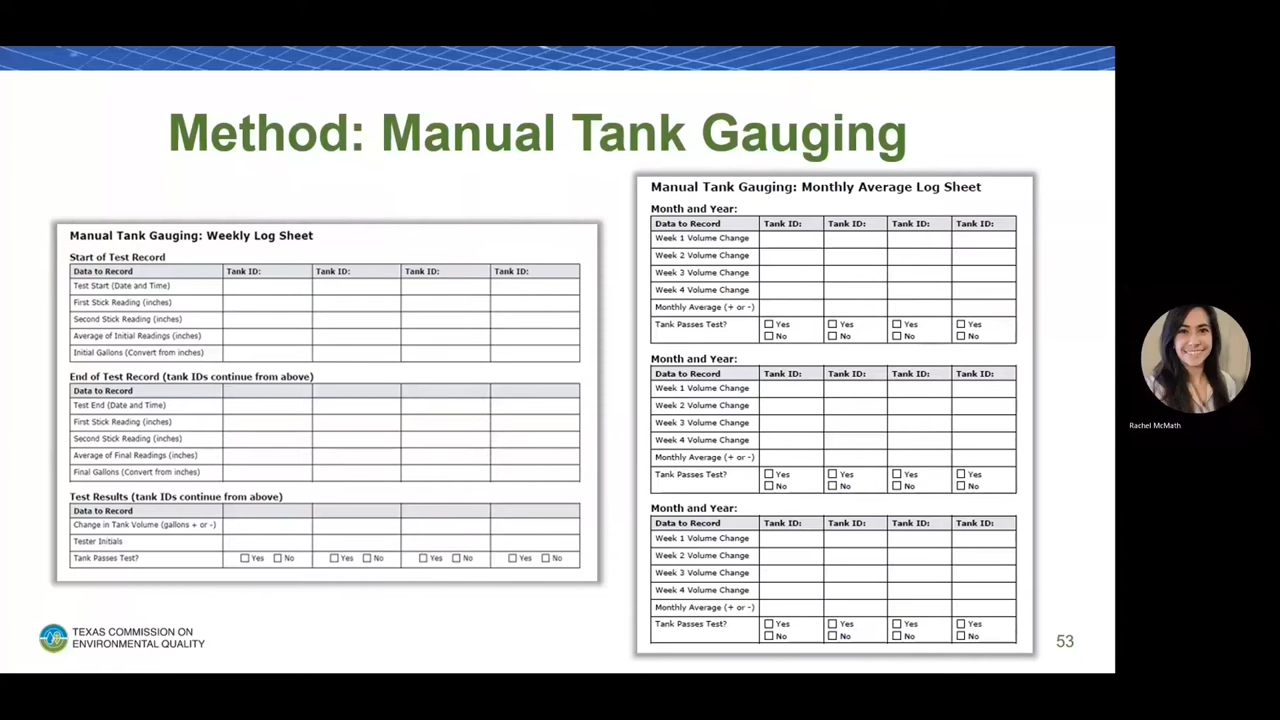 Method: Manual Tank Gauging
Manual Tank Gauging: Weekly Log Sheet
Start of Test Record
Data to Record Tank ID: Tank ID: Tank ID: Tank ID:
Test Start (Date and Time)
First Stick Reading (inches)
Second Stick Reading (inches)
Average of Initial Readings (inches)
Initial Gallons (Convert from inches)
End of Test Record (tank IDs continue from above)
Data to Record
Test End (Date and Time)
First Stick Reading (inches)
Second Stick Reading (inches)
Average of Final Readings (inches)
Final Gallons (Convert from inches)
Test Results (tank IDs continue from above)
Data to Record
Change in Tank Volume (gallons + or -)
Tester Initials
Tank Passes Test? Yes No Yes No Yes No Yes No
Manual Tank Gauging: Monthly Average Log Sheet
Month and Year:
Data to Record Tank ID: Tank ID: Tank ID: Tank ID:
Week 1 Volume Change
Week 2 Volume Change
Week 3 Volume Change
Week 4 Volume Change
Monthly Average (+ or -)
Tank Passes Test? Yes Yes Yes Yes
No No No No
Month and Year:
Data to Record Tank ID: Tank ID: Tank ID: Tank ID:
Week 1 Volume Change
Week 2 Volume Change
Week 3 Volume Change
Week 4 Volume Change
Monthly Average (+ or -)
Tank Passes Test? Yes Yes Yes Yes
No No No No
Month and Year:
Data to Record Tank ID: Tank ID: Tank ID: Tank ID:
Week 1 Volume Change
Week 2 Volume Change
Week 3 Volume Change
Week 4 Volume Change
Monthly Average (+ or -)
Tank Passes Test? Yes Yes Yes Yes
No No No No
TEXAS COMMISSION ON
ENVIRONMENTAL QUALITY
53
Rachel McMath